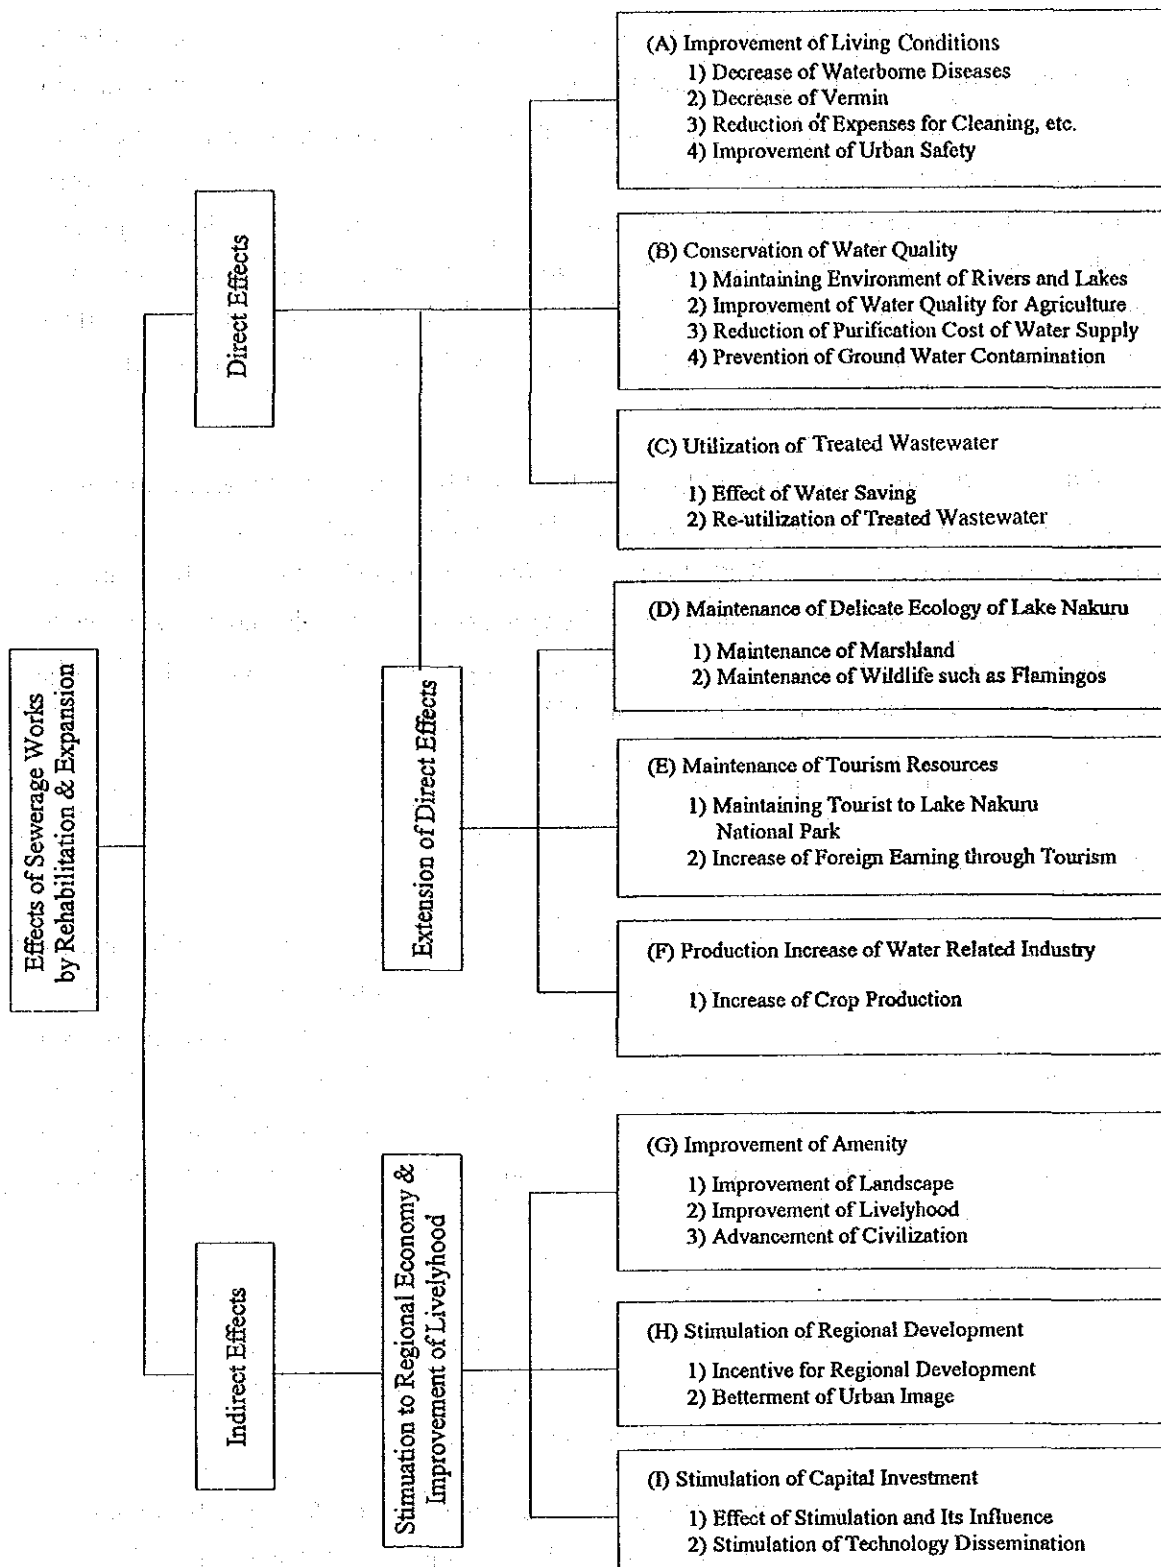 Effects of Sewerage Works
by Rehabilitation & Expansion
Direct Effects
(A) Improvement of Living Conditions
1) Decrease of Waterborne Diseases
2) Decrease of Vermin
3) Reduction of Expenses for Cleaning, etc.
4) Improvement of Urban Safety
(B) Conservation of Water Quality
1) Maintaining Environment of Rivers and Lakes
2) Improvement of Water Quality for Agriculture
3) Reduction of Purification Cost of Water Supply
4) Prevention of Ground Water Contamination
(C) Utilization of Treated Wastewater
1) Effect of Water Saving
2) Re-utilization of Treated Wastewater
Extension of Direct Effects
(D) Maintenance of Delicate Ecology of Lake Nakuru
1) Maintenance of Marshland
2) Maintenance of Wildlife such as Flamingos
(E) Maintenance of Tourism Resources
1) Maintaining Tourist to Lake Nakuru
National Park
2) Increase of Foreign Earning through Tourism
(F) Production Increase of Water Related Industry
1) Increase of Crop Production
Indirect Effects
Stimuation to Regional Economy &
Improvement of Livelyhood
(G) Improvement of Amenity
1) Improvement of Landscape
2) Improvement of Livelyhood
3) Advancement of Civilization
(H) Stimulation of Regional Development
1) Incentive for Regional Development
2) Betterment of Urban Image
(I) Stimulation of Capital Investment
1) Effect of Stimulation and Its Influence
2) Stimulation of Technology Dissemination